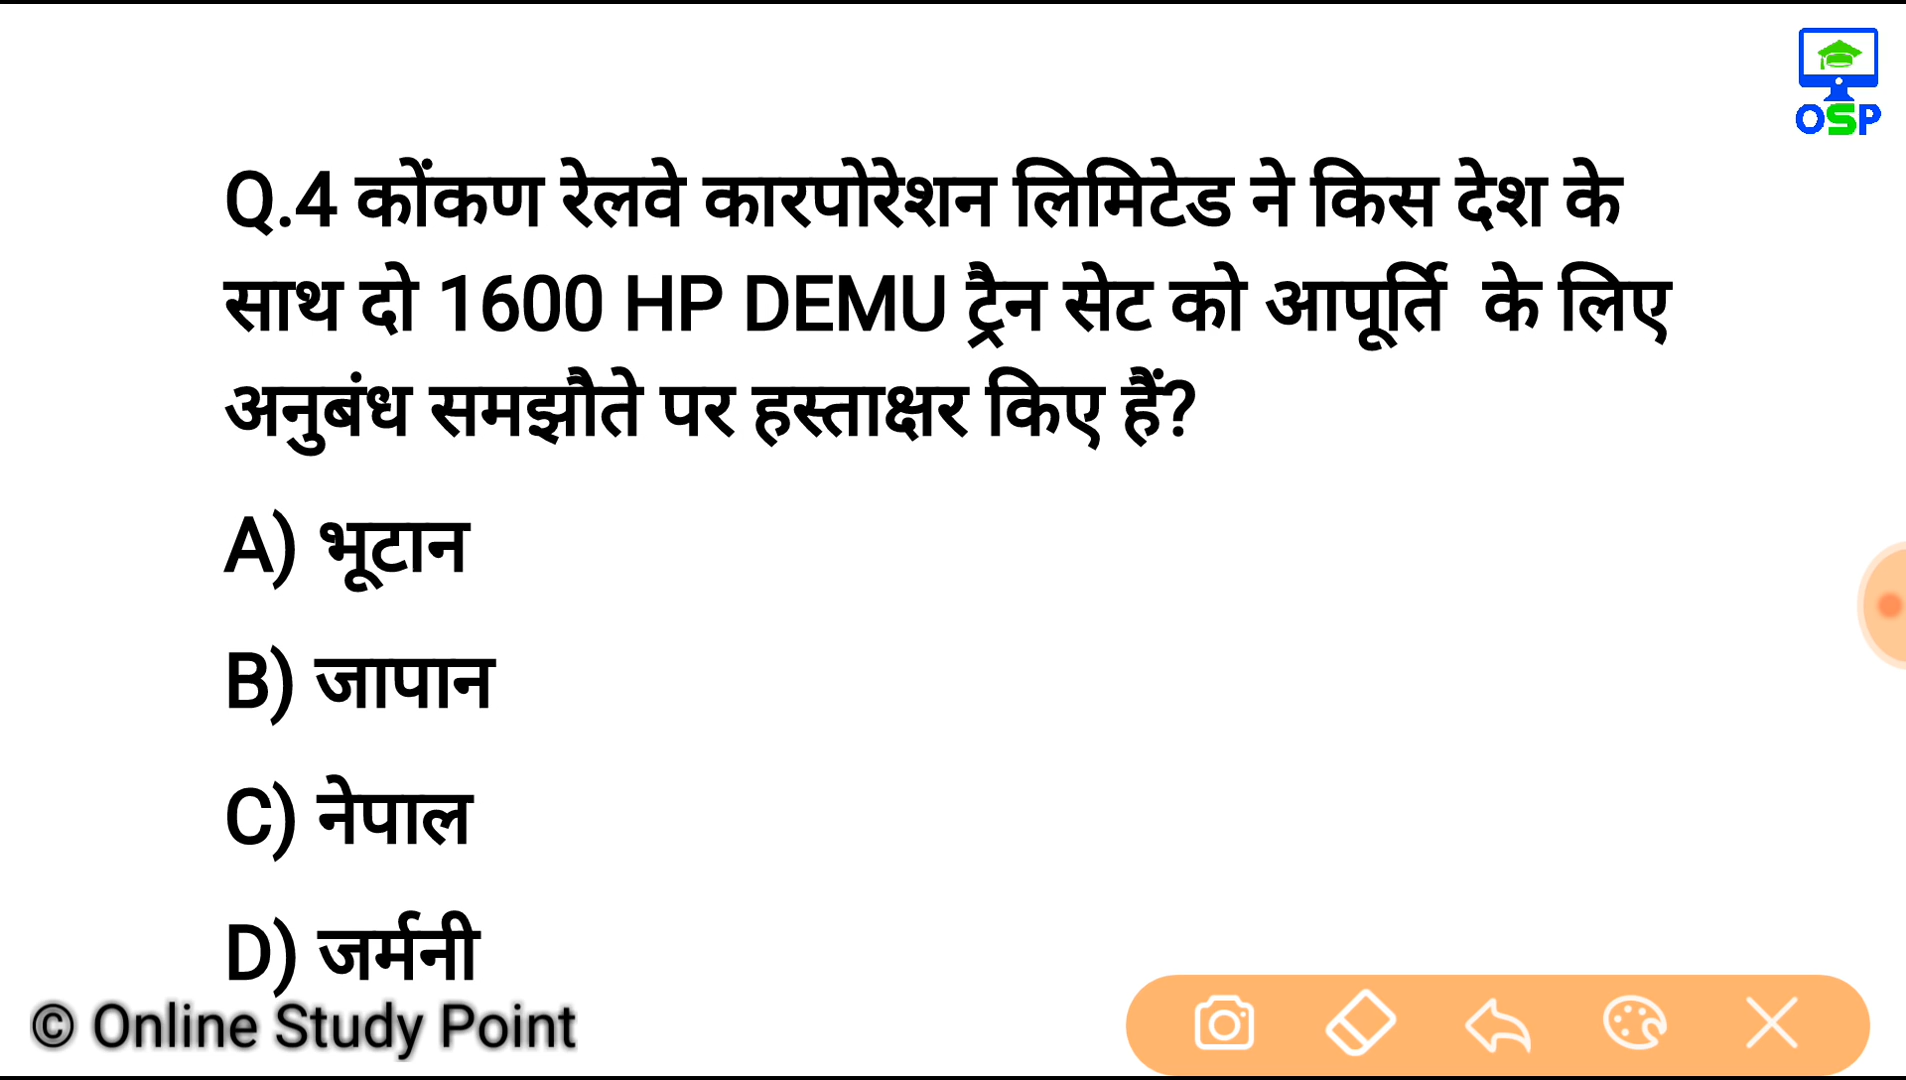 OSP
Q.4 कोंकण रेलवे कारपोरेशन लिमिटेड ने किस देश के
साथ दो 1600 HP DEMU ट्रैन सेट को आपूर्ति के लिए
अनुबंध समझौते पर हस्ताक्षर किए हैं?
A) भूटान
B) जापान
C) नेपाल
D) जर्मनी
© Online Study Point